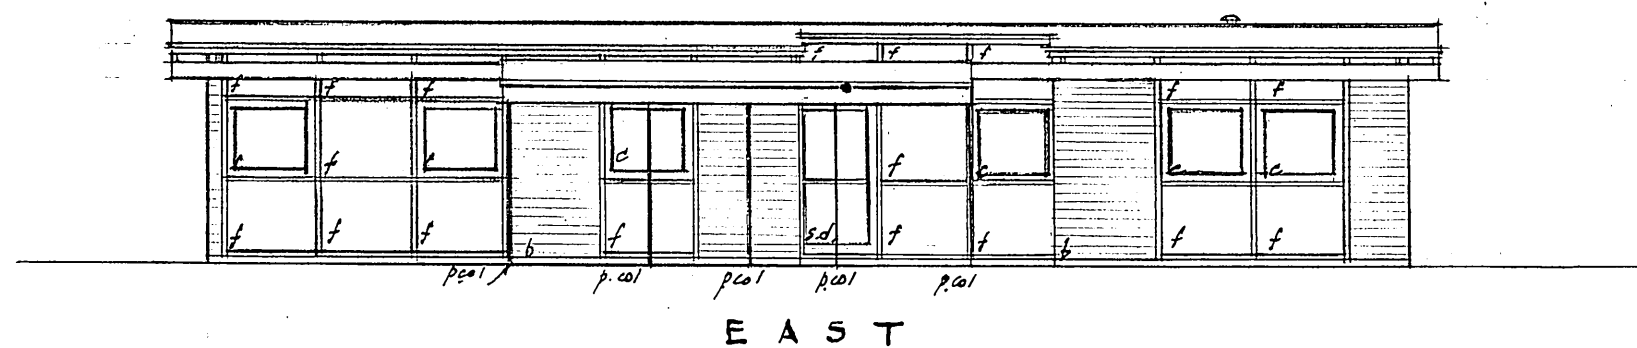 f f f
f f f f f f f f
c f c c f c c c
f f f f s.d. f f f f
b b
p.col p.col p.col p.col p.col
EAST